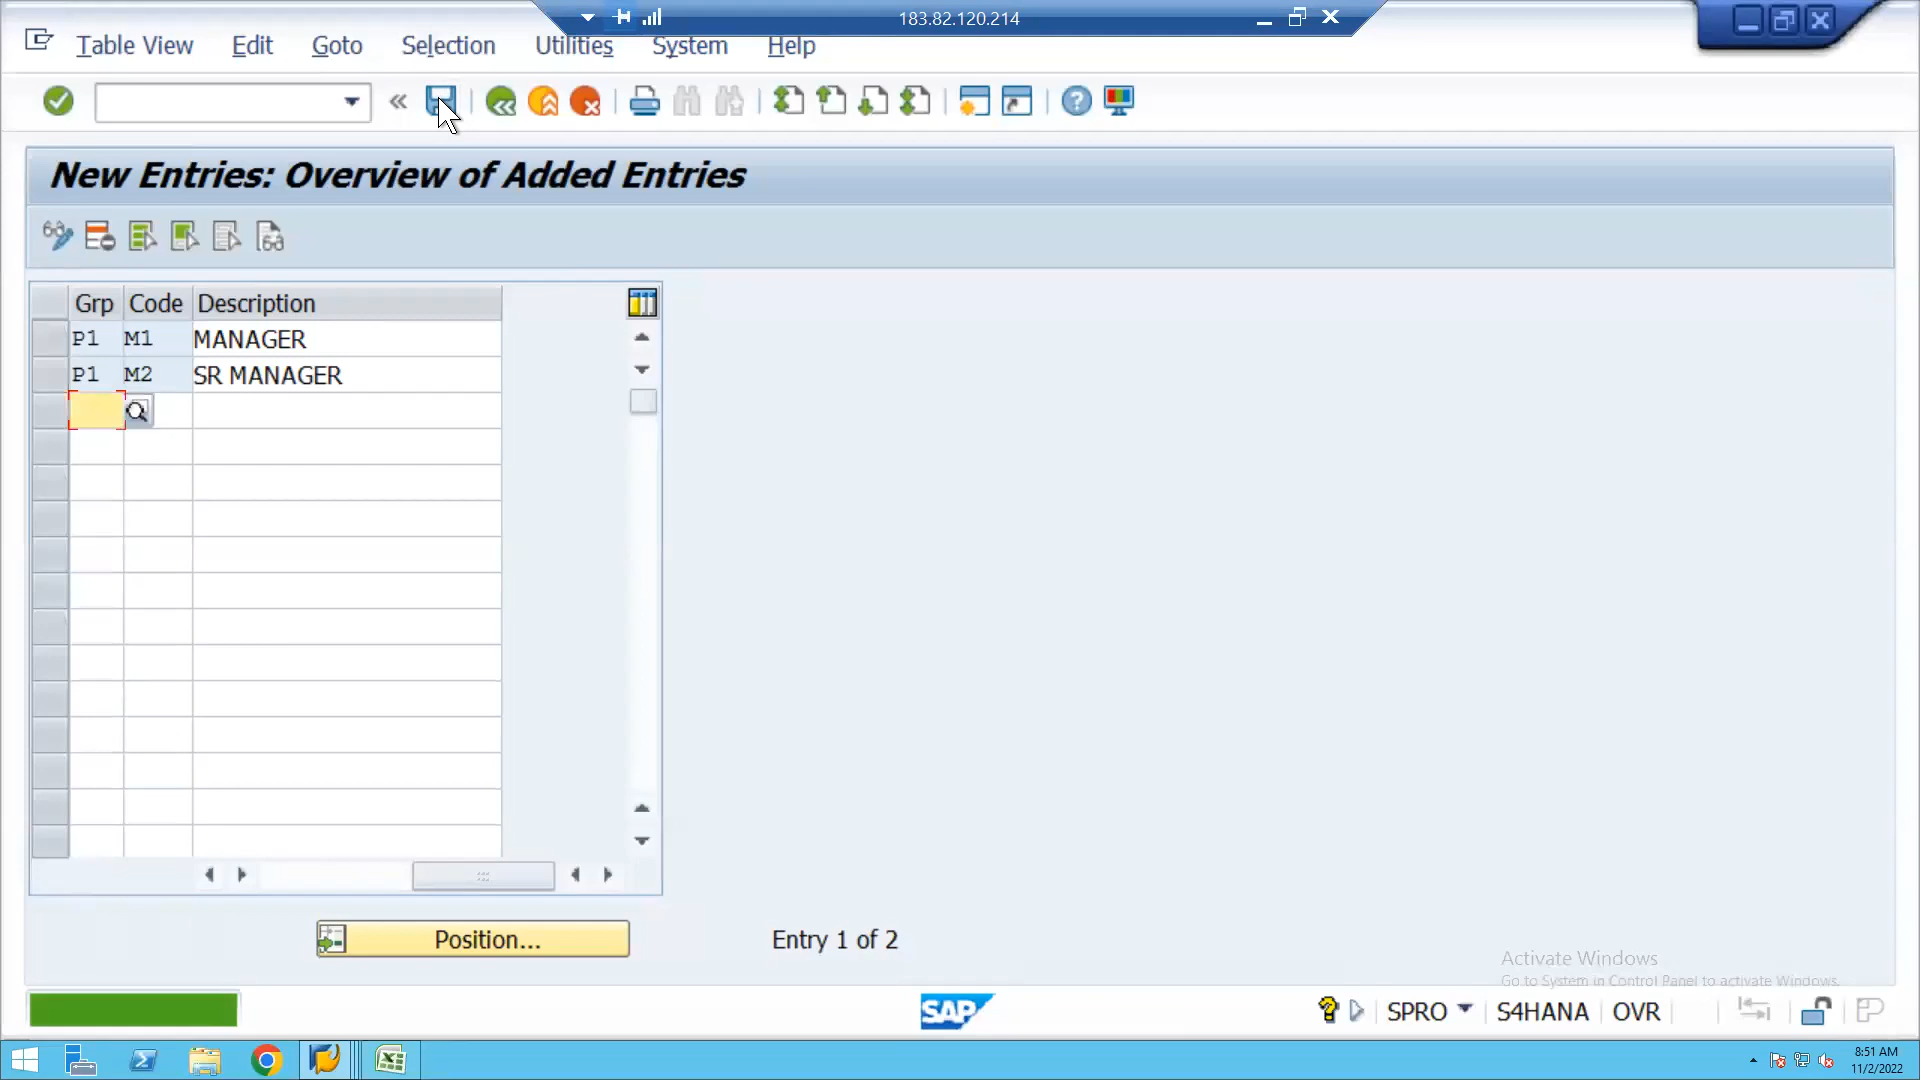 183.82.120.214
Table View Edit Goto Selection Utilities System Help
New Entries: Overview of Added Entries
Grp Code Description
P1 M1 MANAGER
P1 M2 SR MANAGER
Position... Entry 1 of 2
Activate Windows
Go to System in Control Panel to activate Windows.
SAP SPRO S4HANA OVR
8:51 AM
11/2/2022